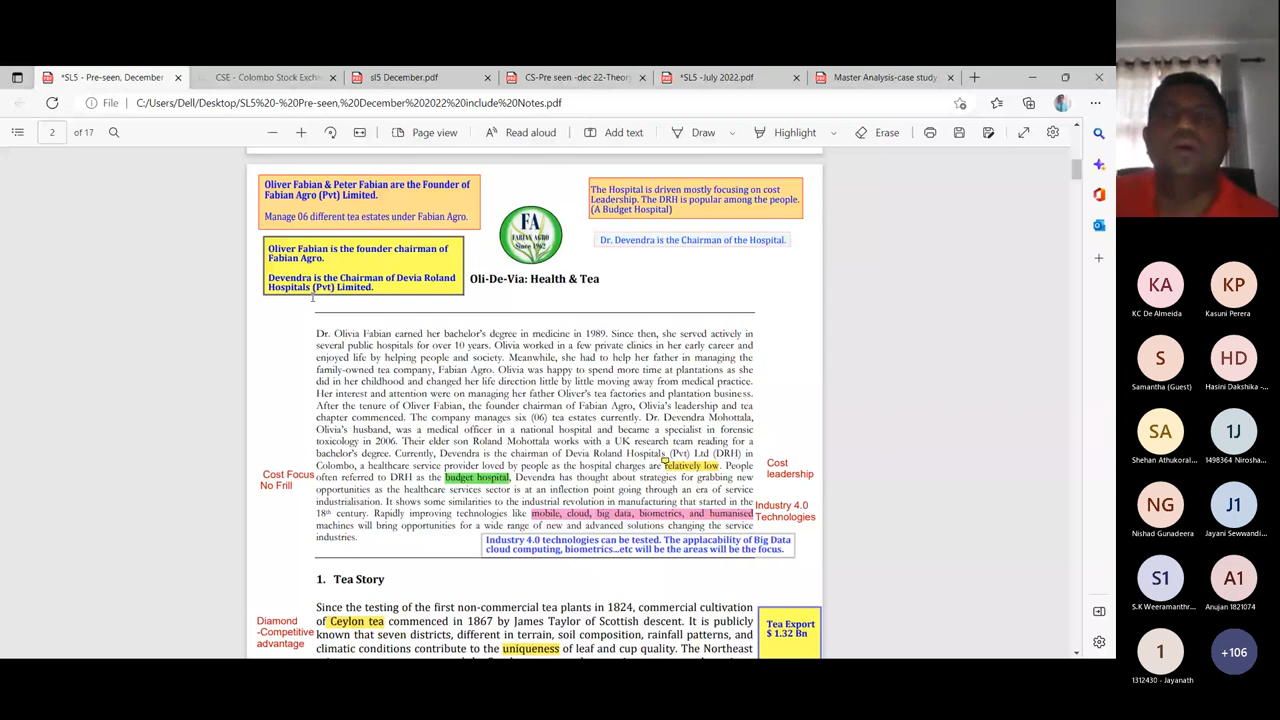 *SL5 - Pre-seen, December
CSE - Colombo Stock Excha
sl5 December.pdf
CS-Pre seen -dec 22-Theory
*SL5 -July 2022.pdf
Master Analysis-case study
File
C:/Users/Dell/Desktop/SL5%20-%20Pre-seen,%20December%202022%20include%20Notes.pdf
2 of 17
Page view
Read aloud
Add text
Draw
Highlight
Erase
Oliver Fabian & Peter Fabian are the Founder of
Fabian Agro (Pvt) Limited.
Manage 06 different tea estates under Fabian Agro.
The Hospital is driven mostly focusing on cost
Leadership. The DRH is popular among the people.
(A Budget Hospital)
FA
FABIAN AGRO
Since 1962
Dr. Devendra is the Chairman of the Hospital.
Oliver Fabian is the founder chairman of
Fabian Agro.
Devendra is the Chairman of Devia Roland
Hospitals (Pvt) Limited.
Oli-De-Via: Health & Tea
Dr. Olivia Fabian earned her bachelor's degree in medicine in 1989. Since then, she served actively in
several public hospitals for over 10 years. Olivia worked in a few private clinics in her early career and
enjoyed life by helping people and society. Meanwhile, she had to help her father in managing the
family-owned tea company, Fabian Agro. Olivia was happy to spend more time at plantations as she
did in her childhood and changed her life direction little by little moving away from medical practice.
Her interest and attention were on managing her father Oliver's tea factories and plantation business.
After the tenure of Oliver Fabian, the founder chairman of Fabian Agro, Olivia's leadership and tea
chapter commenced. The company manages six (06) tea estates currently. Dr. Devendra Mohottala,
Olivia's husband, was a medical officer in a national hospital and became a specialist in forensic
toxicology in 2006. Their elder son Roland Mohottala works with a UK research team reading for a
bachelor's degree. Currently, Devendra is the chairman of Devia Roland Hospitals (Pvt) Ltd (DRH) in
Colombo, a healthcare service provider loved by people as the hospital charges are relatively low. People
often referred to DRH as the budget hospital, Devendra has thought about strategies for grabbing new
opportunities as the healthcare services sector is at an inflection point going through an era of service
industrialisation. It shows some similarities to the industrial revolution in manufacturing that started in the
18th century. Rapidly improving technologies like mobile, cloud, big data, biometrics, and humanised
machines will bring opportunities for a wide range of new and advanced solutions changing the service
industries.
Cost Focus
No Frill
Cost
leadership
Industry 4.0
Technologies
Industry 4.0 technologies can be tested. The applacability of Big Data
cloud computing, biometrics...etc will be the areas will be the focus.
1. Tea Story
Since the testing of the first non-commercial tea plants in 1824, commercial cultivation
of Ceylon tea commenced in 1867 by James Taylor of Scottish descent. It is publicly
known that seven districts, different in terrain, soil composition, rainfall patterns, and
climatic conditions contribute to the uniqueness of leaf and cup quality. The Northeast
Diamond
-Competitive
advantage
Tea Export
$ 1.32 Bn
KA
KC De Almeida
KP
Kasuni Perera
S
Samantha (Guest)
HD
Hasini Dakshika -...
SA
Shehan Athukoral...
1J
1498364 Nirosha...
NG
Nishad Gunadeera
J1
Jayani Sewwandi...
S1
S.K Weeramanthr...
A1
Anujan 1821074
1
1312430 - Jayanath
+106